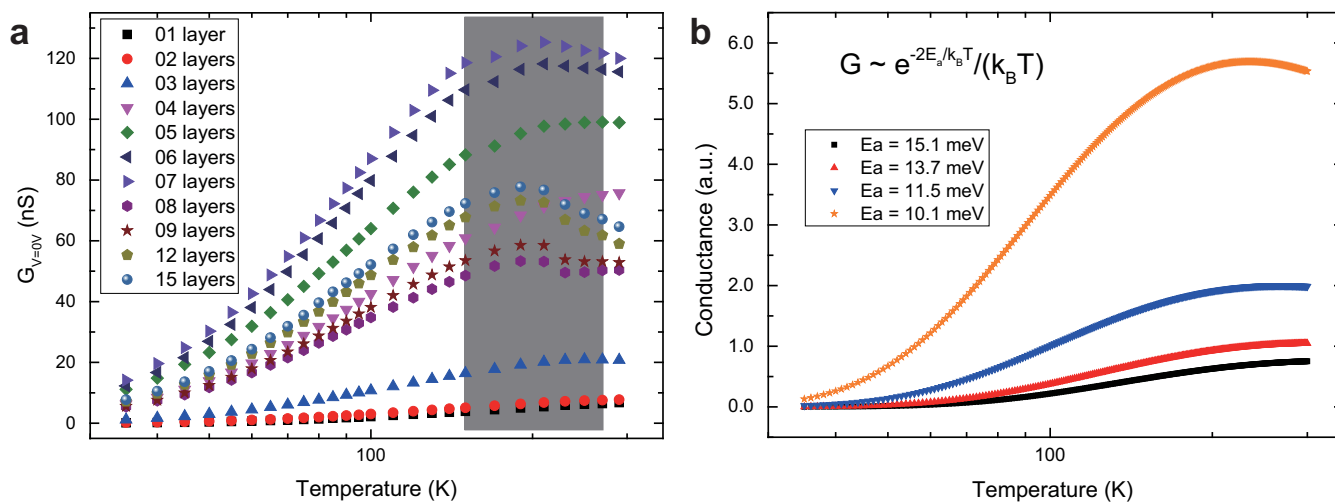 a
01 layer
02 layers
03 layers
04 layers
05 layers
06 layers
07 layers
08 layers
09 layers
12 layers
15 layers
120
100
80
60
40
20
0
G_{V=0V} (nS)
100
Temperature (K)
b
G ~ e^{-2E_a/k_BT}/(k_BT)
Ea = 15.1 meV
Ea = 13.7 meV
Ea = 11.5 meV
Ea = 10.1 meV
6.0
5.0
4.0
3.0
2.0
1.0
0.0
Conductance (a.u.)
100
Temperature (K)